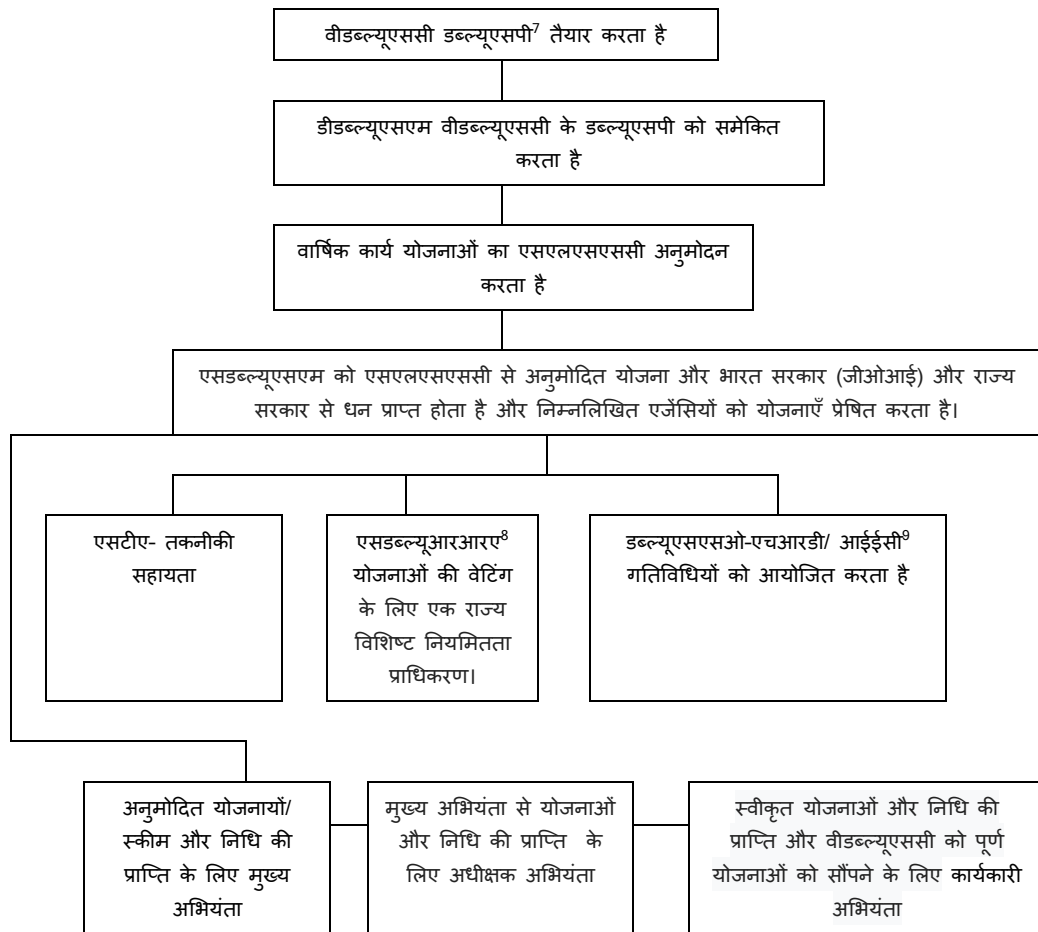 वीडब्ल्यूएससी डब्ल्यूएसपी⁷ तैयार करता है
डीडब्ल्यूएसएम वीडब्ल्यूएससी के डब्ल्यूएसपी को समेकित
करता है
वार्षिक कार्य योजनाओं का एसएलएसएससी अनुमोदन
करता है
एसडब्ल्यूएसएम को एसएलएसएससी से अनुमोदित योजना और भारत सरकार (जीओआई) और राज्य
सरकार से धन प्राप्त होता है और निम्नलिखित एजेंसियों को योजनाएँ प्रेषित करता है।
एसटीए- तकनीकी
सहायता
एसडब्ल्यूआरआरए⁸
योजनाओं की वेटिंग
के लिए एक राज्य
विशिष्ट नियमितता
प्राधिकरण।
डब्ल्यूएसएसओ-एचआरडी/ आईईसी⁹
गतिविधियों को आयोजित करता है
अनुमोदित योजनायों/
स्कीम और निधि की
प्राप्ति के लिए मुख्य
अभियंता
मुख्य अभियंता से योजनाओं
और निधि की प्राप्ति के
लिए अधीक्षक अभियंता
स्वीकृत योजनाओं और निधि की
प्राप्ति और वीडब्ल्यूएससी को पूर्ण
योजनाओं को सौंपने के लिए कार्यकारी
अभियंता